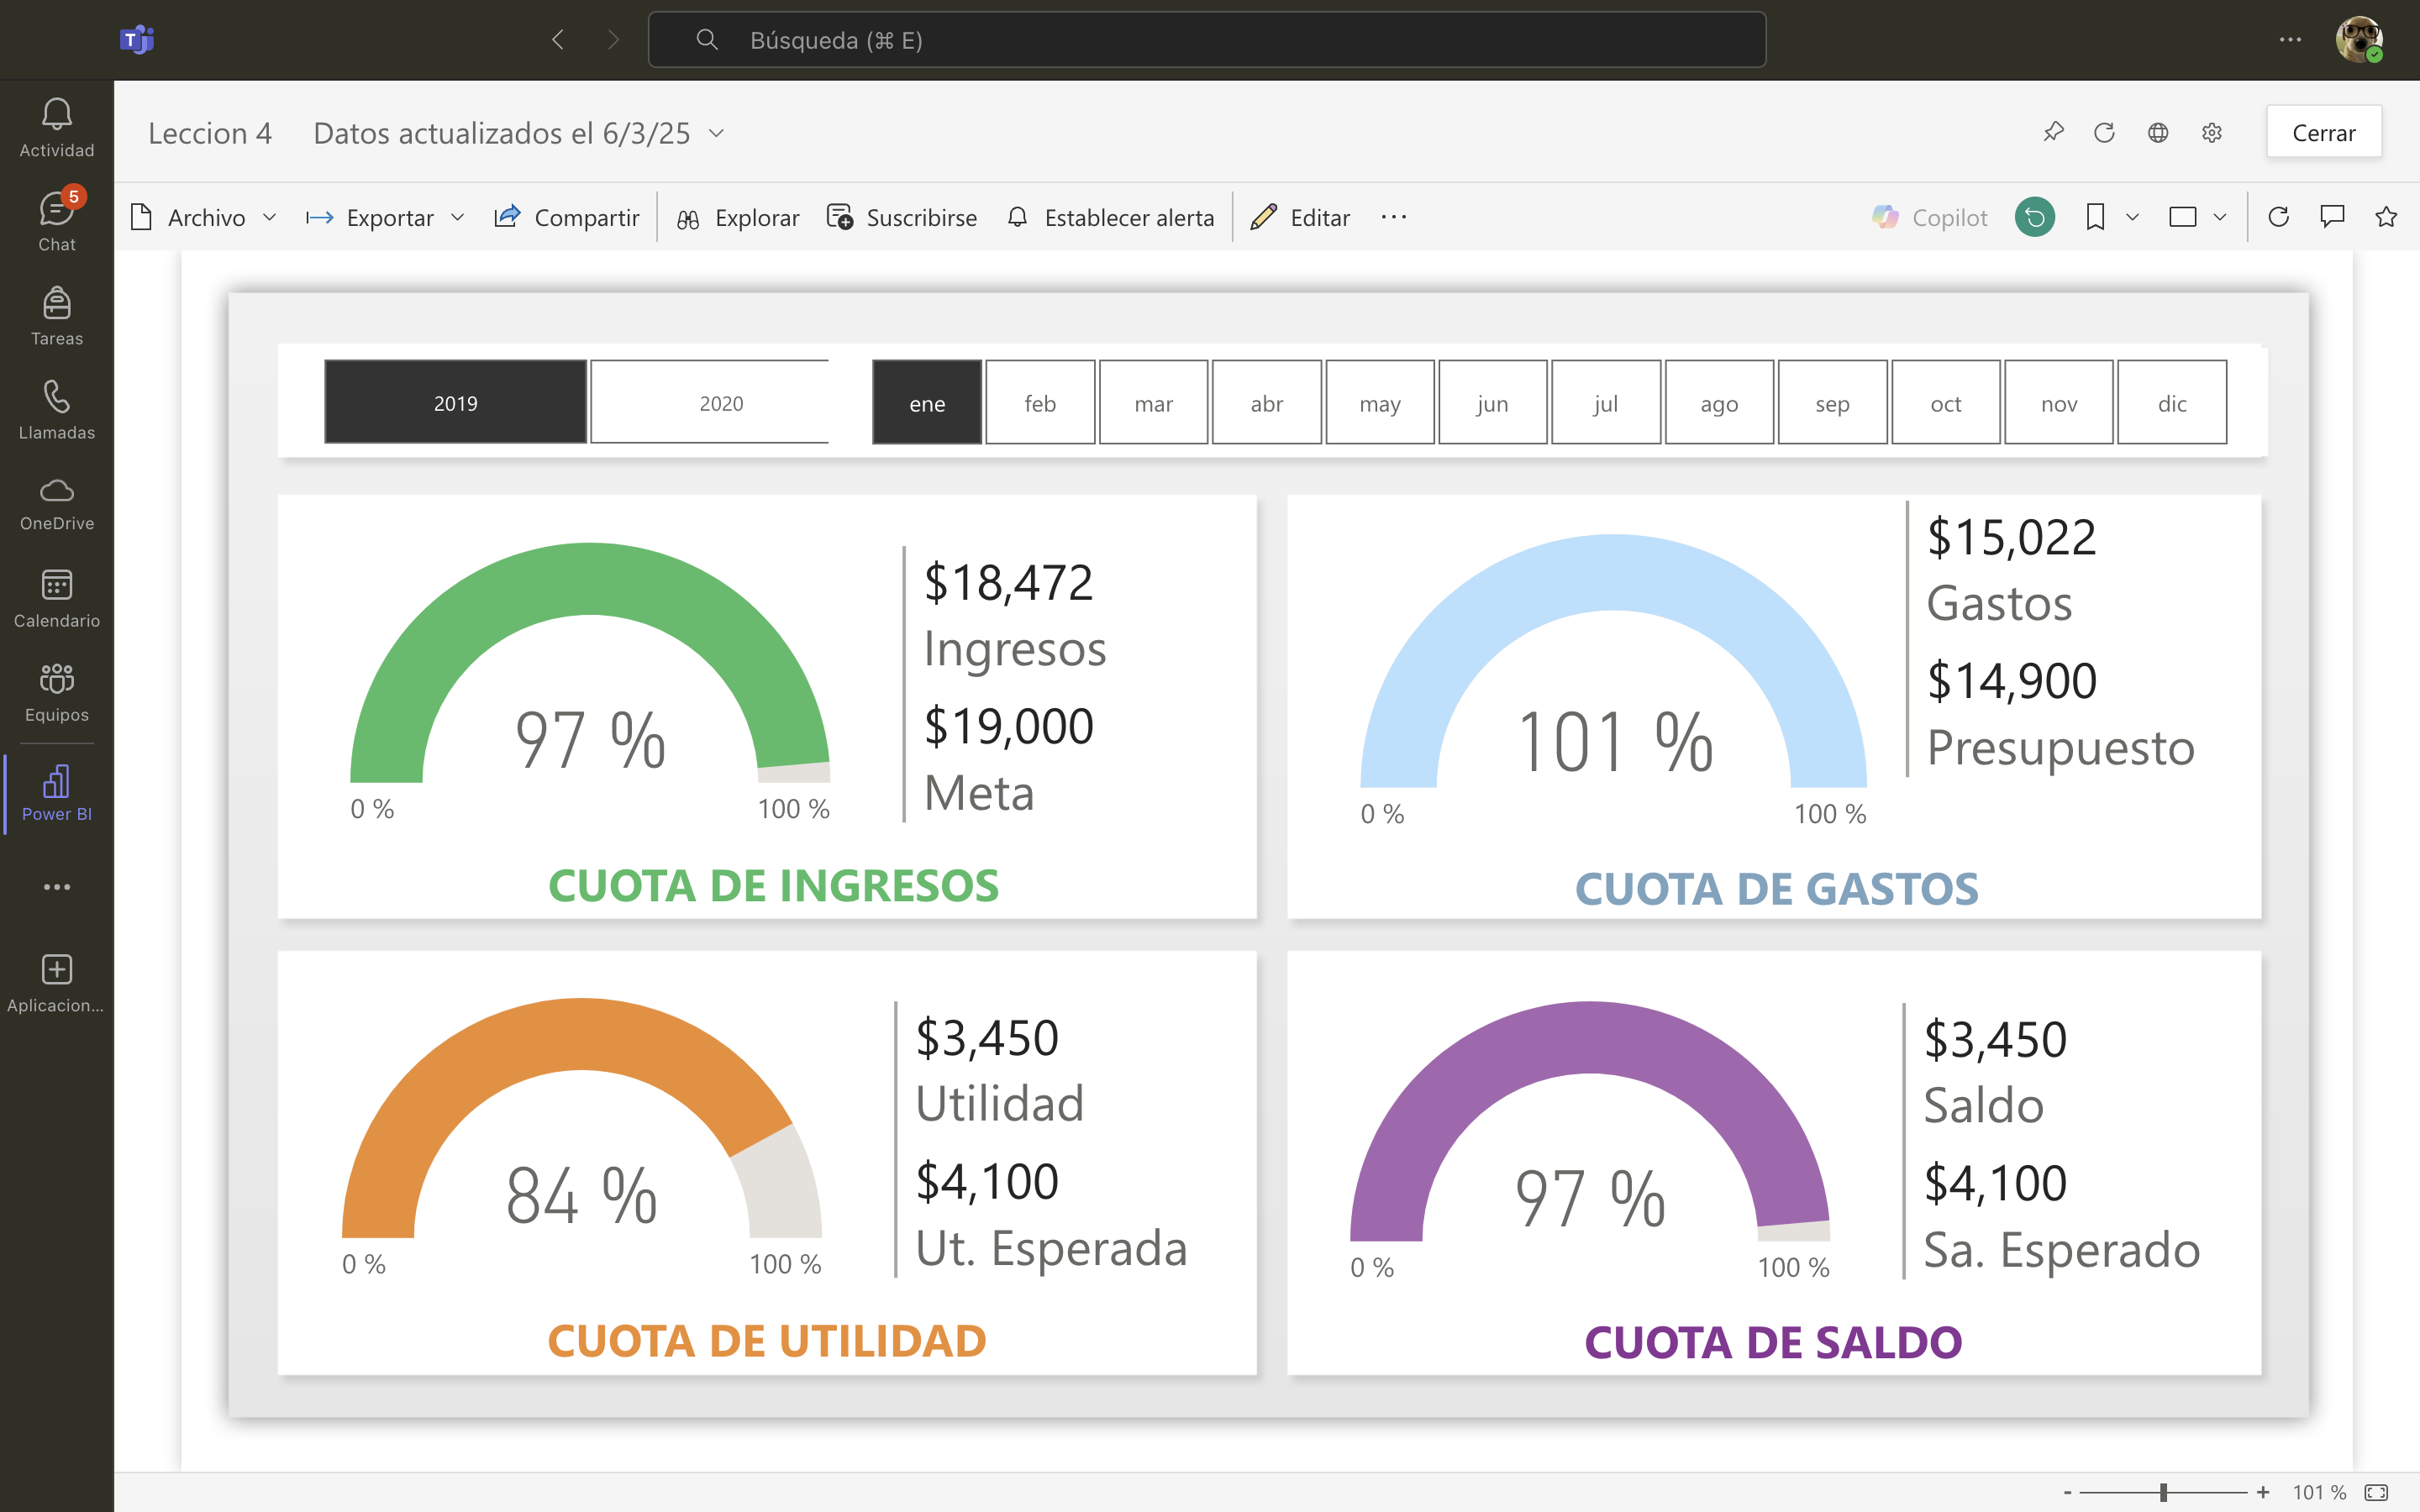 Búsqueda (⌘ E)
Actividad
5
Chat
Tareas
Llamadas
OneDrive
Calendario
Equipos
Power BI
Aplicacion...
Leccion 4 Datos actualizados el 6/3/25
Cerrar
Archivo Exportar Compartir Explorar Suscribirse Establecer alerta Editar ... Copilot
2019 2020 ene feb mar abr may jun jul ago sep oct nov dic
97 %
0 % 100 %
$18,472
Ingresos
$19,000
Meta
CUOTA DE INGRESOS
101 %
0 % 100 %
$15,022
Gastos
$14,900
Presupuesto
CUOTA DE GASTOS
84 %
0 % 100 %
$3,450
Utilidad
$4,100
Ut. Esperada
CUOTA DE UTILIDAD
97 %
0 % 100 %
$3,450
Saldo
$4,100
Sa. Esperado
CUOTA DE SALDO
- + 101 %